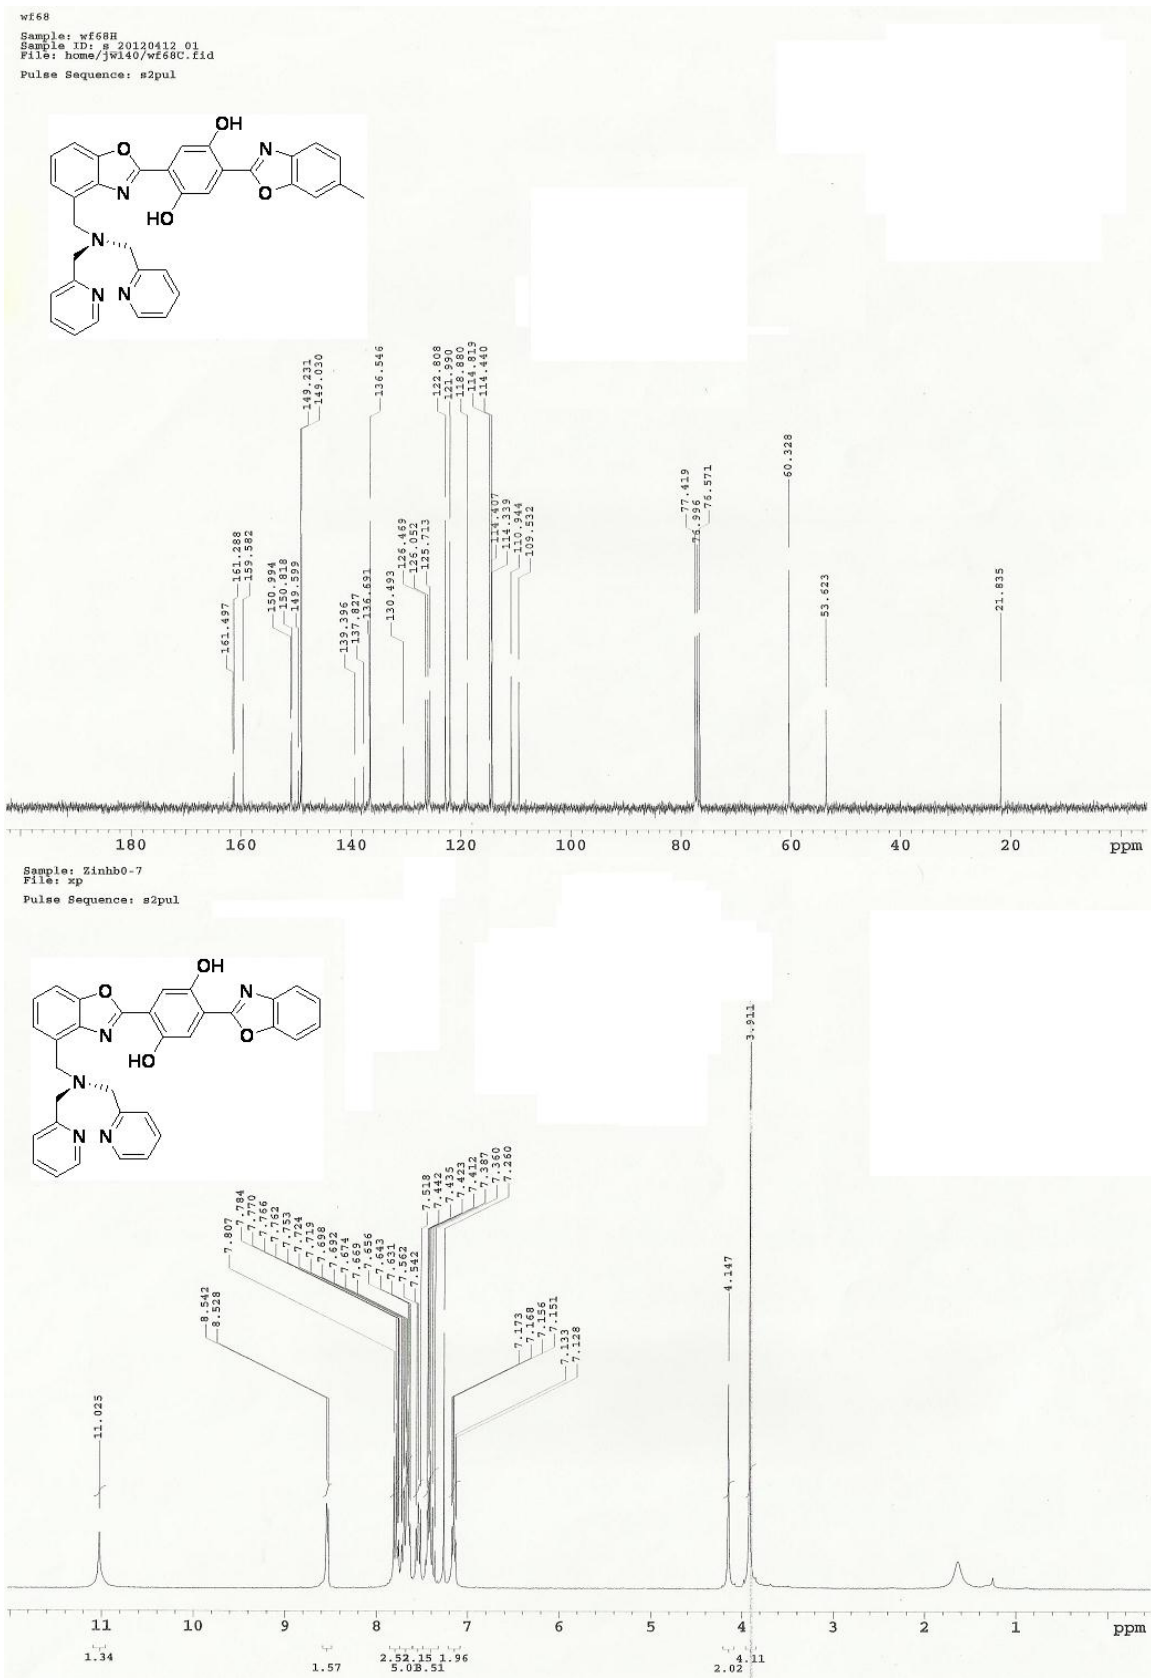 wf68
Sample: wf68H
Sample ID: s_20120412_01
File: home/jw140/wf68C.fid
Pulse Sequence: s2pul
OH
O
N
N
O
HO
N
N
N
161.497
161.288
159.582
150.994
150.818
149.599
149.231
149.030
139.396
137.827
136.691
136.546
130.493
126.469
126.052
125.713
122.808
121.990
118.880
114.819
114.440
114.407
114.339
110.944
109.532
77.419
76.996
76.571
60.328
53.623
21.835
180 160 140 120 100 80 60 40 20 ppm
Sample: Zinhb0-7
File: xp
Pulse Sequence: s2pul
OH
O
N
N
O
HO
N
N
N
11.025
8.542
8.528
7.807
7.784
7.770
7.766
7.762
7.753
7.724
7.719
7.698
7.692
7.674
7.669
7.656
7.643
7.631
7.562
7.542
7.518
7.442
7.435
7.423
7.412
7.387
7.360
7.260
7.173
7.168
7.156
7.151
7.133
7.128
4.147
3.911
11 10 9 8 7 6 5 4 3 2 1 ppm
1.34 2.52 1.96 4.11
1.57 2.02